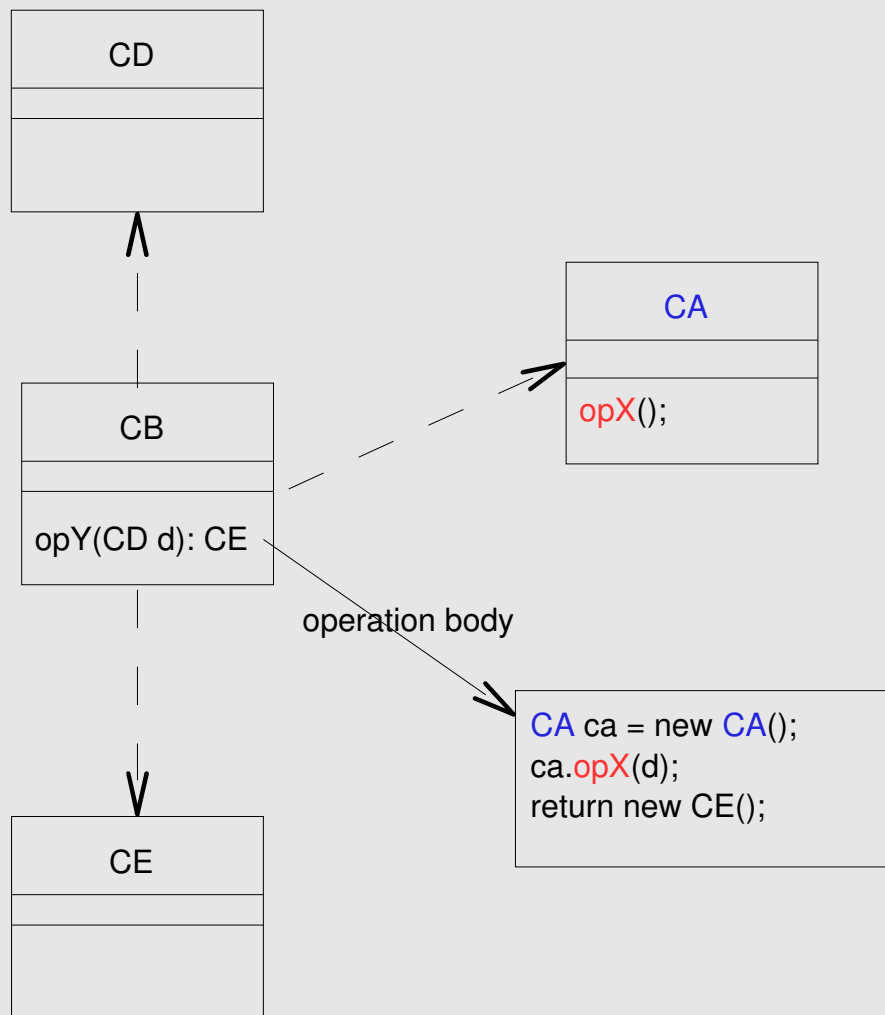 CD
CA
opX();
CB
opY(CD d): CE
operation body
CA ca = new CA();
ca.opX(d);
return new CE();
CE